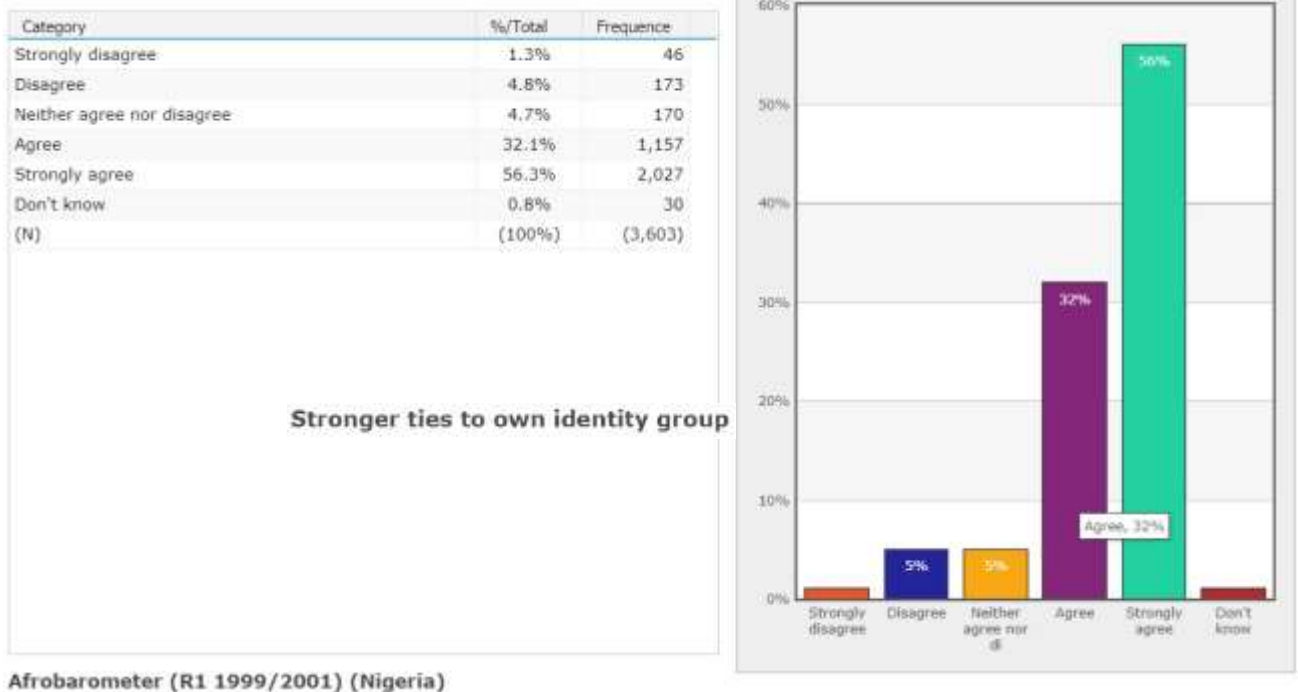 Category %/Total Frequence
Strongly disagree 1.3% 46
Disagree 4.8% 173
Neither agree nor disagree 4.7% 170
Agree 32.1% 1,157
Strongly agree 56.3% 2,027
Don't know 0.8% 30
(N) (100%) (3,603)
Stronger ties to own identity group
60%
50%
40%
30%
20%
10%
0%
56%
32%
Agree, 32%
5% 5%
Strongly Disagree Neither Agree Strongly Don't
disagree agree nor agree know
di
Afrobarometer (R1 1999/2001) (Nigeria)